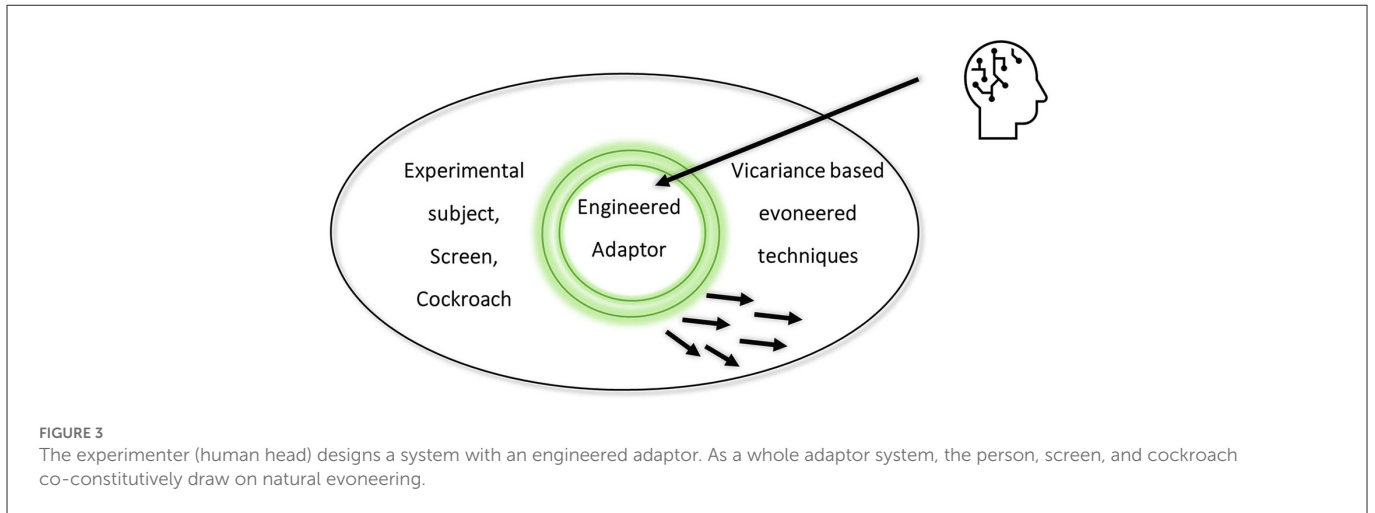 Experimental
subject,
Screen,
Cockroach
Engineered
Adaptor
Vicariance based
evoneered
techniques
FIGURE 3
The experimenter (human head) designs a system with an engineered adaptor. As a whole adaptor system, the person, screen, and cockroach
co-constitutively draw on natural evoneering.